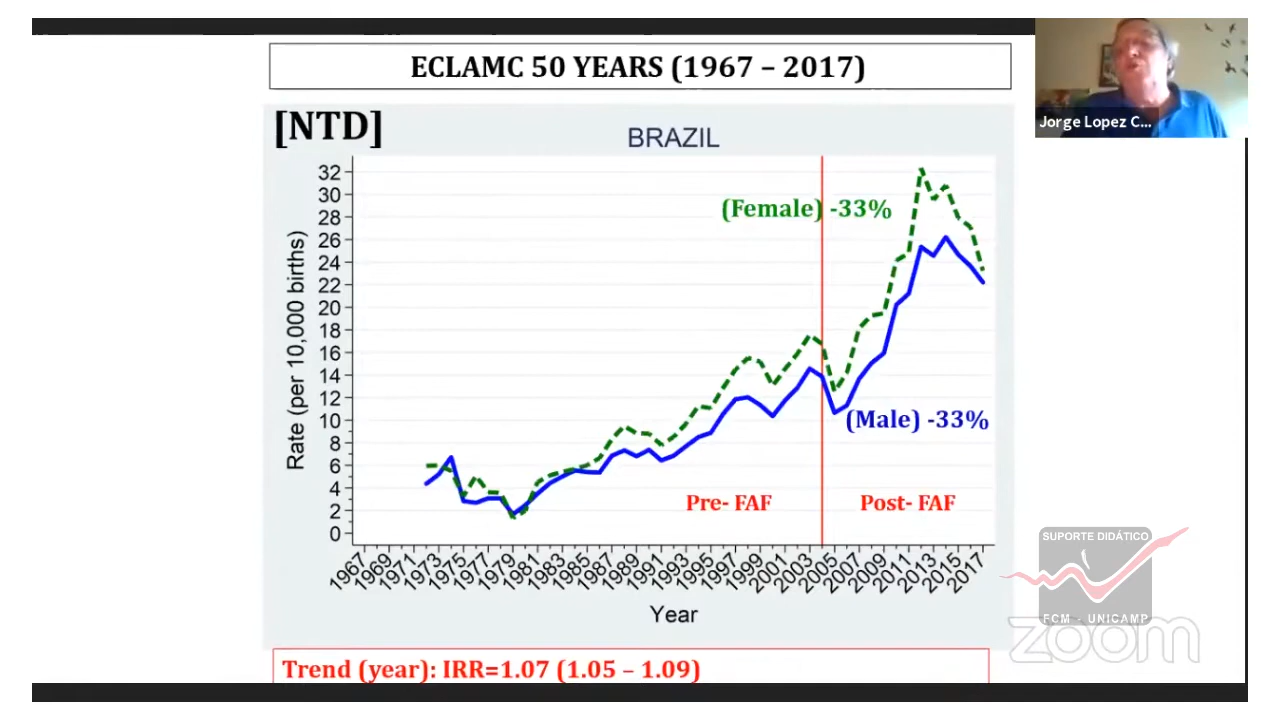 ECLAMC 50 YEARS (1967 – 2017)
Jorge Lopez C...
[NTD]
BRAZIL
Rate (per 10,000 births)
32
30
28
26
24
22
20
18
16
14
12
10
8
6
4
2
0
(Female) -33%
(Male) -33%
Pre- FAF
Post- FAF
1967 1969 1971 1973 1975 1977 1979 1981 1983 1985 1987 1989 1991 1993 1995 1997 1999 2001 2003 2005 2007 2009 2011 2013 2015 2017
Year
Trend (year): IRR=1.07 (1.05 – 1.09)
SUPORTE DIDÁTICO
FCM - UNICAMP
zoom